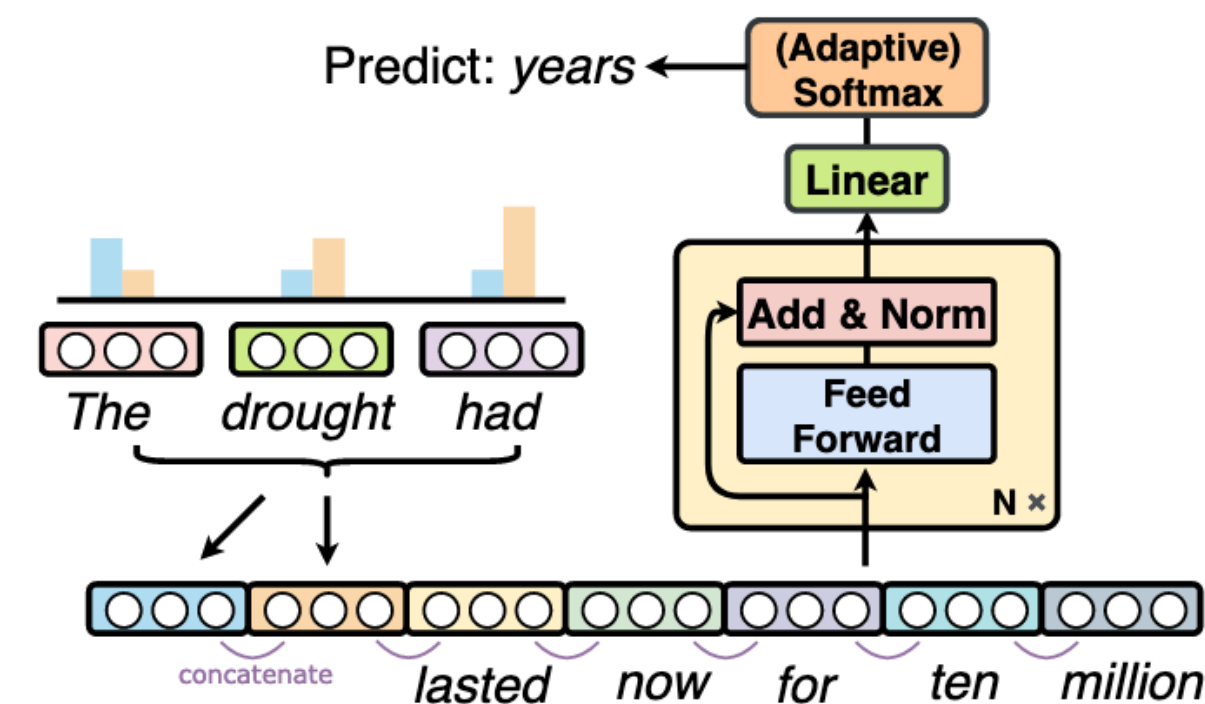 Predict: years
(Adaptive)
Softmax
Linear
Add & Norm
Feed
Forward
N ×
The drought had
concatenate
lasted now for ten million